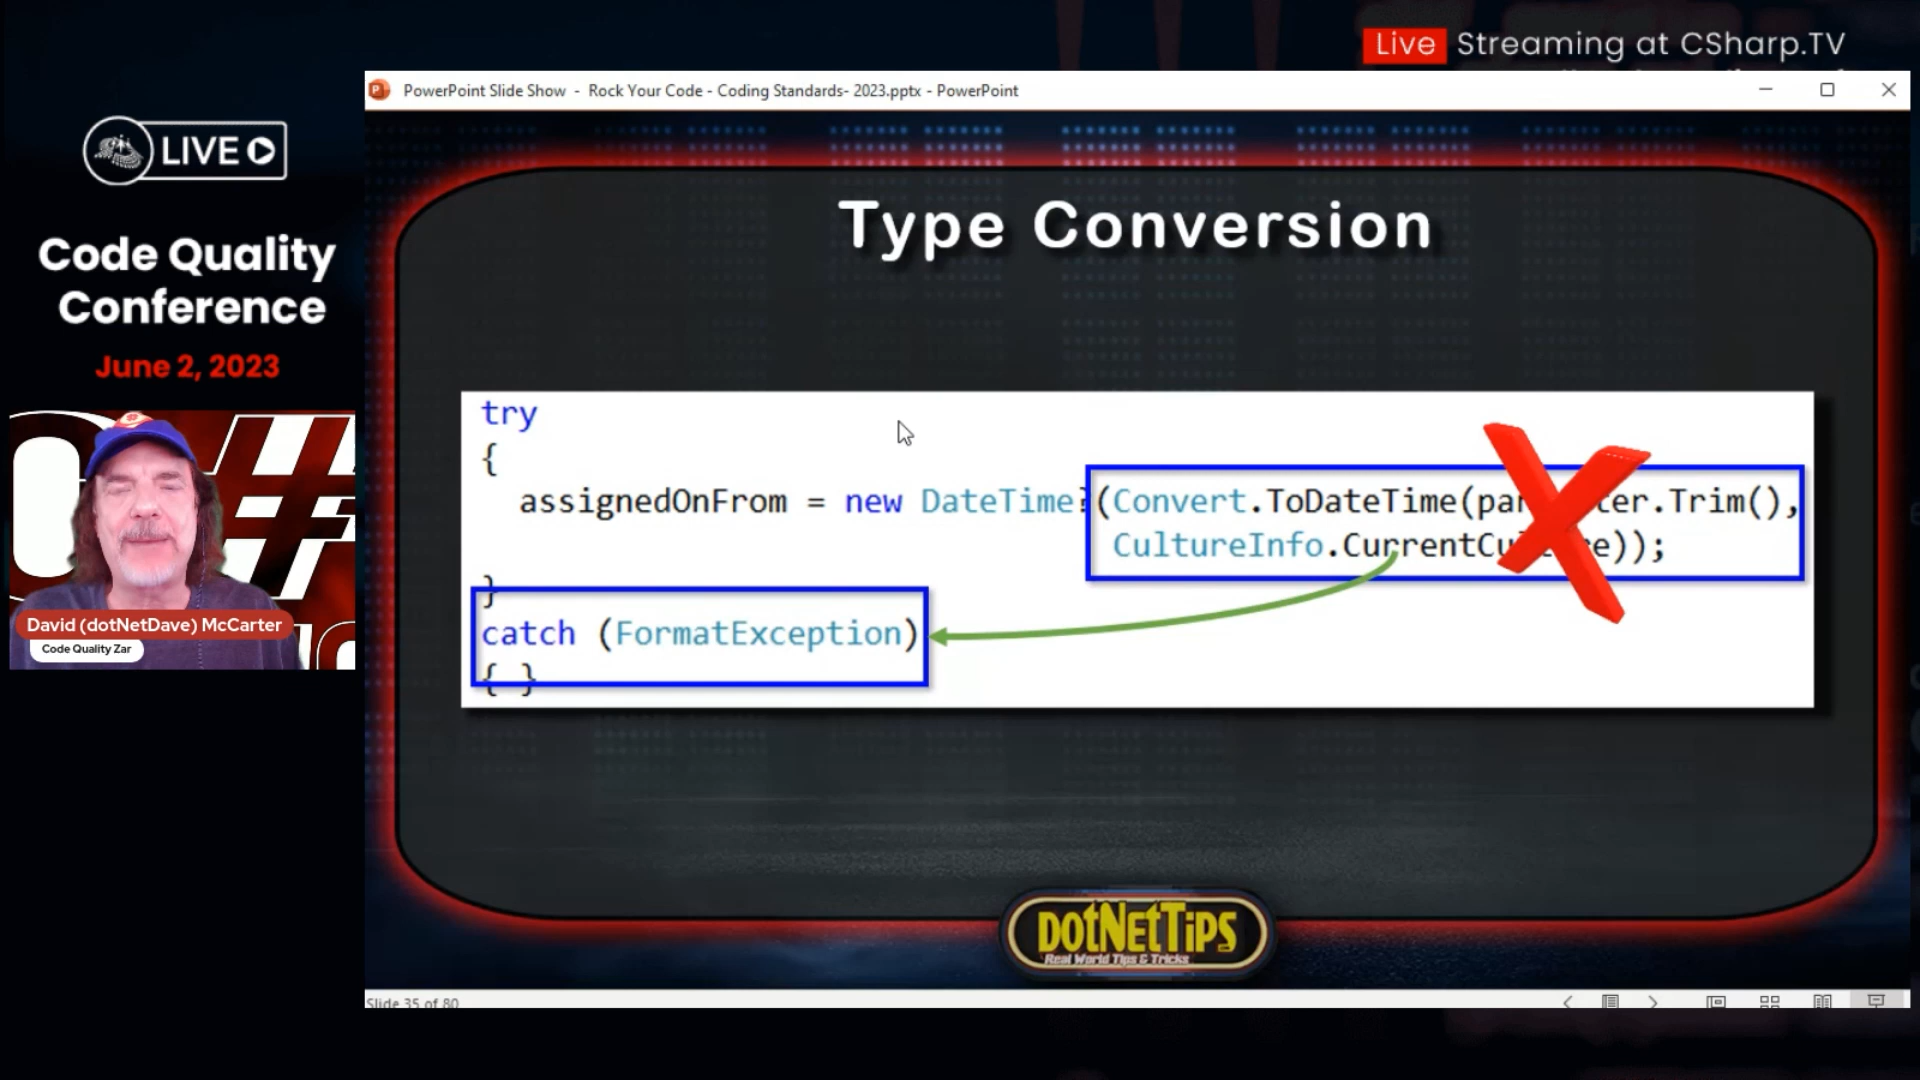 Live Streaming at CSharp.TV
PowerPoint Slide Show - Rock Your Code - Coding Standards- 2023.pptx - PowerPoint
LIVE
Code Quality
Conference
June 2, 2023
David (dotNetDave) McCarter
Code Quality Zar
Type Conversion
try
{
assignedOnFrom = new DateTime?(Convert.ToDateTime(par ter.Trim(),
CultureInfo.CurrentCu e));
}
catch (FormatException)
{ }
dotNetTips
Real World Tips & Tricks
Slide 35 of 80